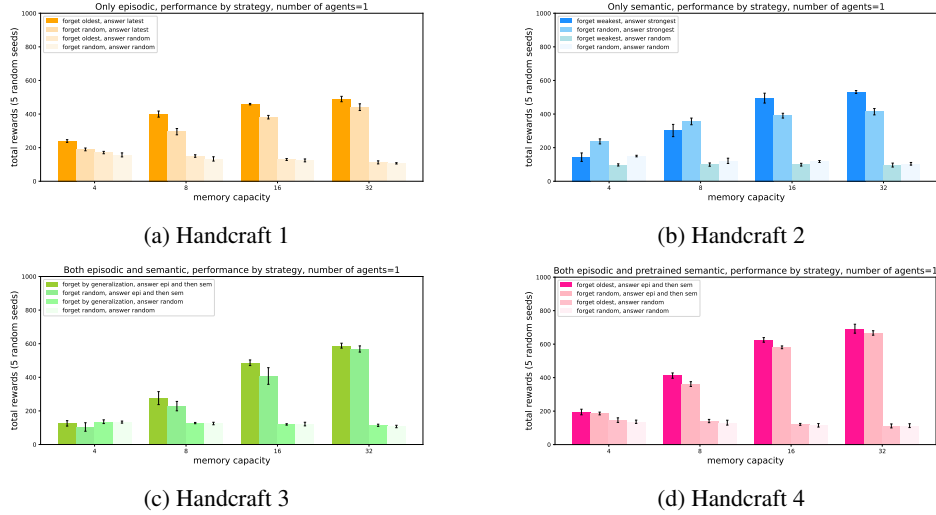 Only episodic, performance by strategy, number of agents=1
total rewards (5 random seeds)
1000
800
600
400
200
0
forget oldest, answer latest
forget random, answer latest
forget oldest, answer random
forget random, answer random
4
8
16
32
memory capacity
(a) Handcraft 1
Only semantic, performance by strategy, number of agents=1
total rewards (5 random seeds)
1000
800
600
400
200
0
forget weakest, answer strongest
forget random, answer strongest
forget weakest, answer random
forget random, answer random
4
8
16
32
memory capacity
(b) Handcraft 2
Both episodic and semantic, performance by strategy, number of agents=1
total rewards (5 random seeds)
1000
800
600
400
200
0
forget by generalization, answer epi and then sem
forget random, answer epi and then sem
forget by generalization, answer random
forget random, answer random
4
8
16
32
memory capacity
(c) Handcraft 3
Both episodic and pretrained semantic, performance by strategy, number of agents=1
total rewards (5 random seeds)
1000
800
600
400
200
0
forget oldest, answer epi and then sem
forget random, answer epi and then sem
forget oldest, answer random
forget random, answer random
4
8
16
32
memory capacity
(d) Handcraft 4